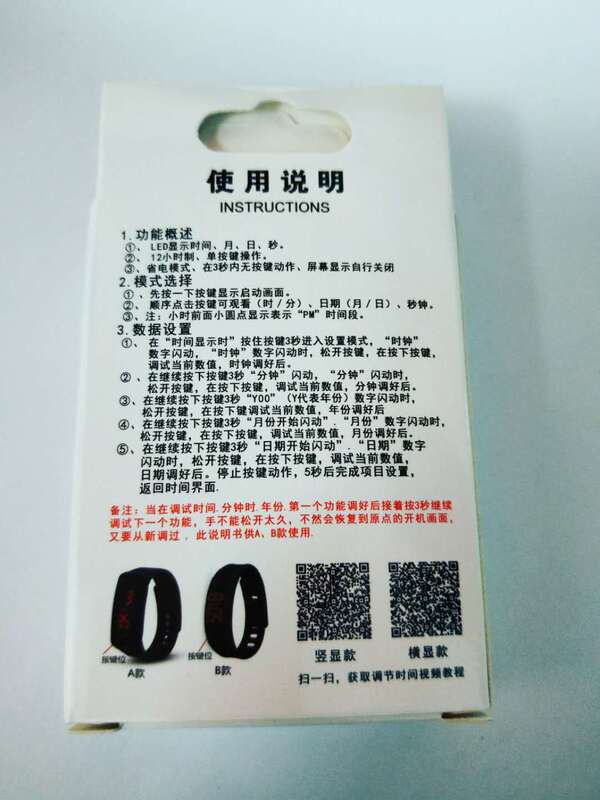 使用说明
INSTRUCTIONS
1.功能概述
①、LED显示时间、月、日、秒。
②、12小时制、单按键操作。
③、省电模式、在3秒内无按键动作、屏幕显示自行关闭
2.模式选择
①、先按一下按键显示启动画面。
②、顺序点击按键可观看（时/分）、日期（月/日）、秒钟。
③、注：小时前面小圆点显示表示“PM”时间段。
3.数据设置
①、在“时间显示时”按住按键3秒进入设置模式，“时钟”
数字闪动，“时钟”数字闪动时，松开按键，在按下按键，
调试当前数值，时钟调好后。
②、在继续按下按键3秒“分钟”闪动，“分钟”闪动时，
松开按键，在按下按键，调试当前数值，分钟调好后。
③、在继续按下按键3秒“Y00”（Y代表年份）数字闪动时，
松开按键，在按下键调试当前数值，年份调好后
④、在继续按下按键3秒“月份开始闪动”.“月份”数字闪动时，
松开按键，在按下按键，调试当前数值，月份调好后。
⑤、在继续按下按键3秒“日期开始闪动”.“日期”数字
闪动时，松开按键，在按下按键，调试当前数值，
日期调好后。停止按键动作，5秒后完成项目设置，
返回时间界面.
备注：当在调试时间.分钟时.年份.第一个功能调好后接着按3秒继续
调试下一个功能，手不能松开太久，不然会恢复到原点的开机画面，
又要从新调过．此说明书供A、B款使用.
按键位
A款
按键位
B款
竖显款
横显款
扫一扫，获取调节时间视频教程